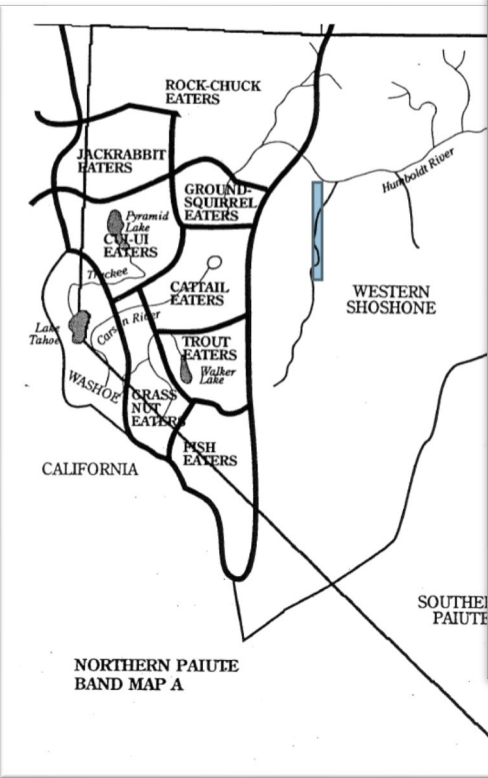 ROCK-CHUCK
EATERS
JACKRABBIT
EATERS
GROUND-
SQUIRREL
EATERS
Humboldt River
Pyramid
Lake
CUI-UI
EATERS
Truckee
CATTAIL
EATERS
WESTERN
SHOSHONE
Lake
Tahoe
Carson River
TROUT
EATERS
Walker
Lake
WASHOE
GRASS
NUT
EATERS
FISH
EATERS
CALIFORNIA
SOUTHE
PAIUTE
NORTHERN PAIUTE
BAND MAP A